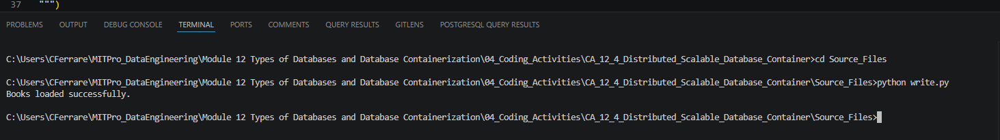 37 """)
PROBLEMS OUTPUT DEBUG CONSOLE TERMINAL PORTS COMMENTS QUERY RESULTS GITLENS POSTGRESQL QUERY RESULTS
C:\Users\CFerrare\MITPro_DataEngineering\Module 12 Types of Databases and Database Containerization\04_Coding_Activities\CA_12_4_Distributed_Scalable_Database_Container>cd Source_Files
C:\Users\CFerrare\MITPro_DataEngineering\Module 12 Types of Databases and Database Containerization\04_Coding_Activities\CA_12_4_Distributed_Scalable_Database_Container\Source_Files>python write.py
Books loaded successfully.
C:\Users\CFerrare\MITPro_DataEngineering\Module 12 Types of Databases and Database Containerization\04_Coding_Activities\CA_12_4_Distributed_Scalable_Database_Container\Source_Files>